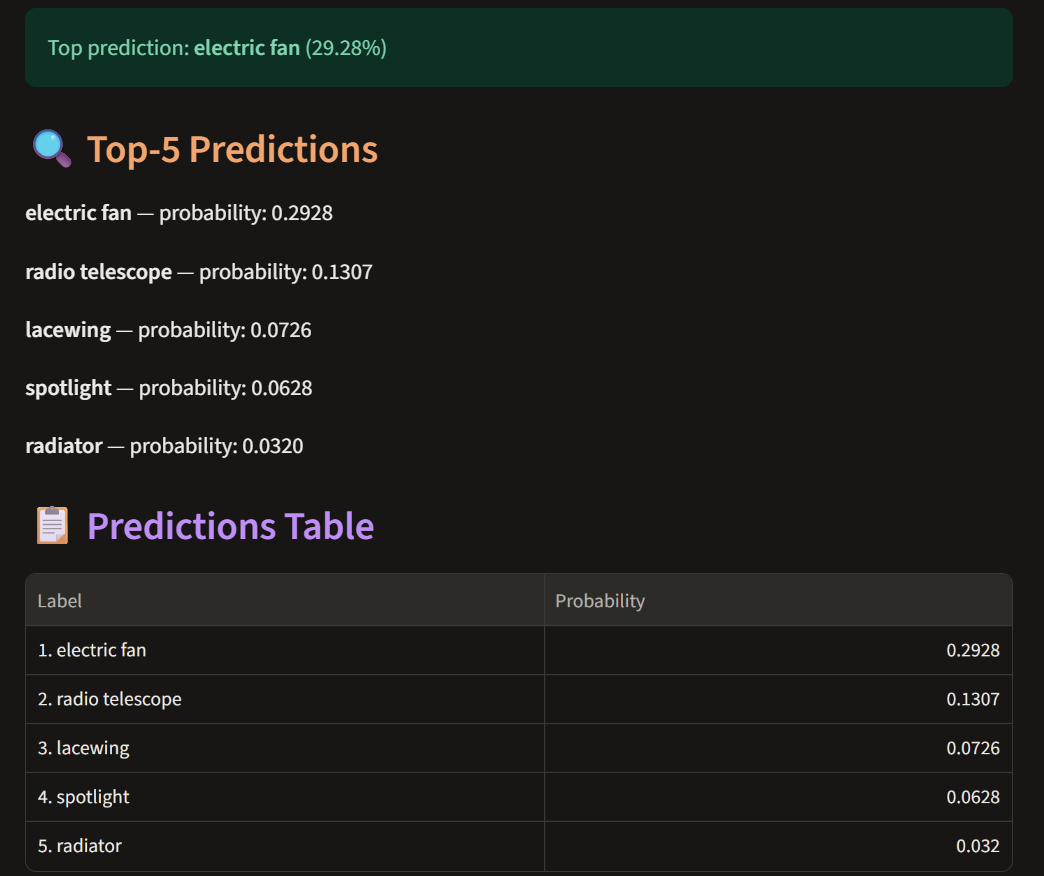 Top prediction: electric fan (29.28%)
Top-5 Predictions
electric fan — probability: 0.2928
radio telescope — probability: 0.1307
lacewing — probability: 0.0726
spotlight — probability: 0.0628
radiator — probability: 0.0320
Predictions Table
Label Probability
1. electric fan 0.2928
2. radio telescope 0.1307
3. lacewing 0.0726
4. spotlight 0.0628
5. radiator 0.032